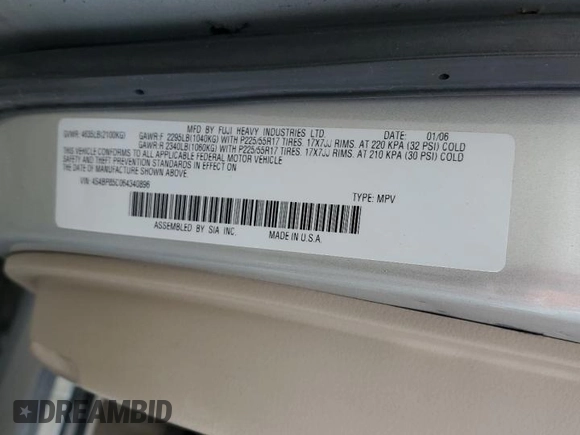 MFD BY FUJI HEAVY INDUSTRIES LTD. DATE: 01/06
GVWR: 4635LB(2100KG) GAWR:F 2295LB(1040KG) WITH P225/55R17 TIRES. 17X7JJ RIMS. AT 220 KPA (32 PSI) COLD
GAWR:R 2340LB(1060KG) WITH P225/55R17 TIRES. 17X7JJ RIMS. AT 210 KPA (30 PSI) COLD
THIS VEHICLE CONFORMS TO ALL APPLICABLE FEDERAL MOTOR VEHICLE
SAFETY AND THEFT PREVENTION STANDARDS IN EFFECT ON
THE DATE OF MANUFACTURE SHOWN ABOVE.
VIN: 4S4BP85C064340896 TYPE: MPV
ASSEMBLED BY SIA INC. MADE IN U.S.A.
DREAMBID